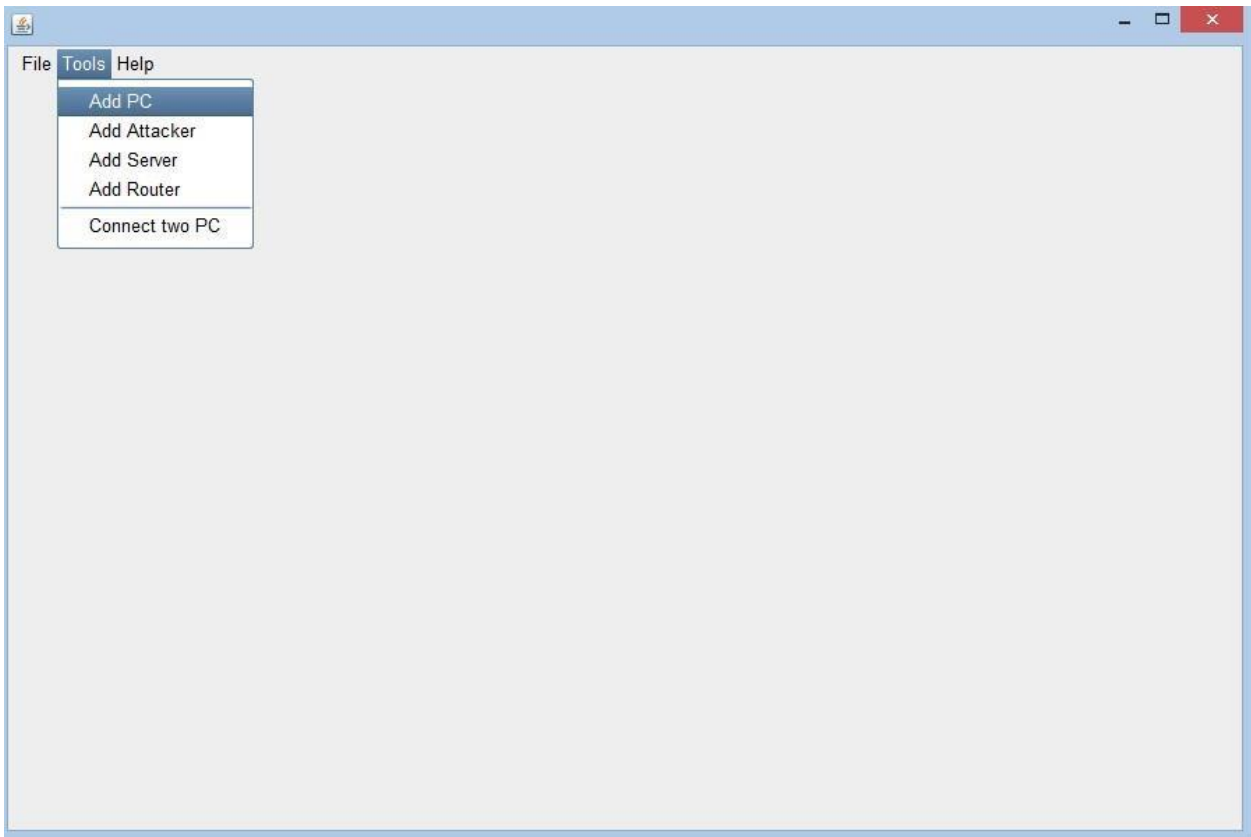 File Tools Help
Add PC
Add Attacker
Add Server
Add Router
Connect two PC